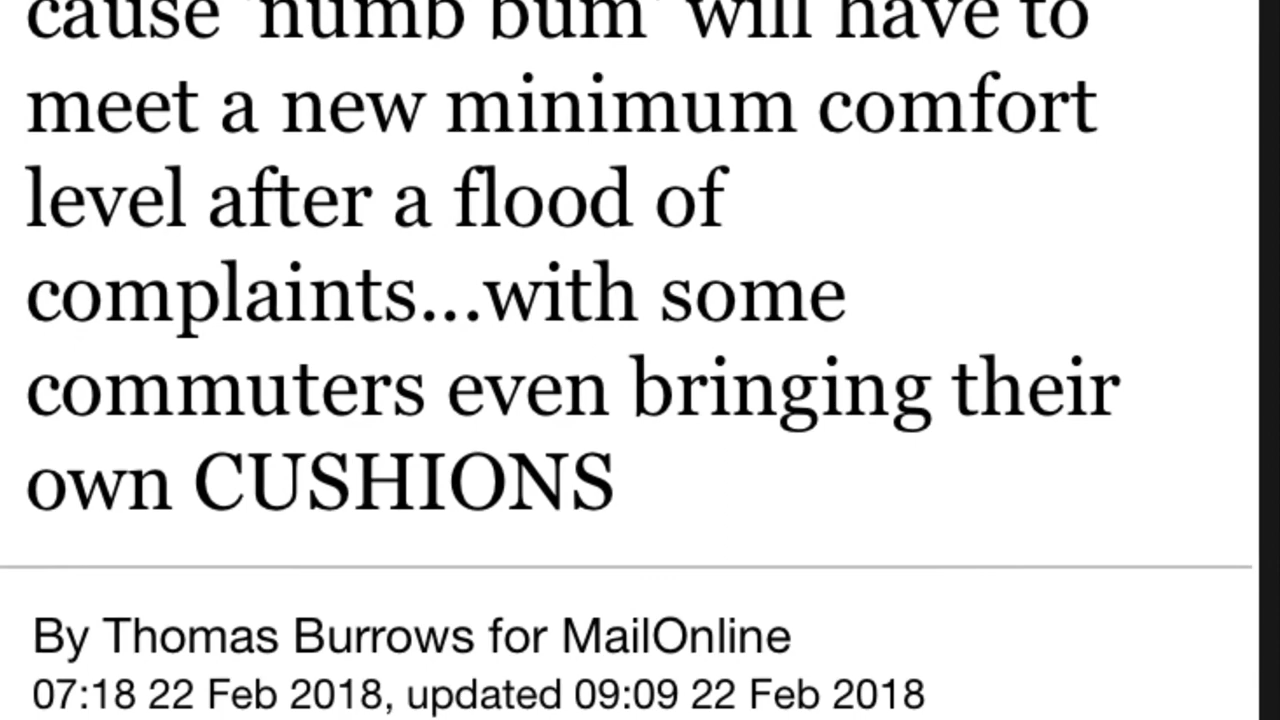 cause 'numb bum' will have to
meet a new minimum comfort
level after a flood of
complaints...with some
commuters even bringing their
own CUSHIONS
By Thomas Burrows for MailOnline
07:18 22 Feb 2018, updated 09:09 22 Feb 2018